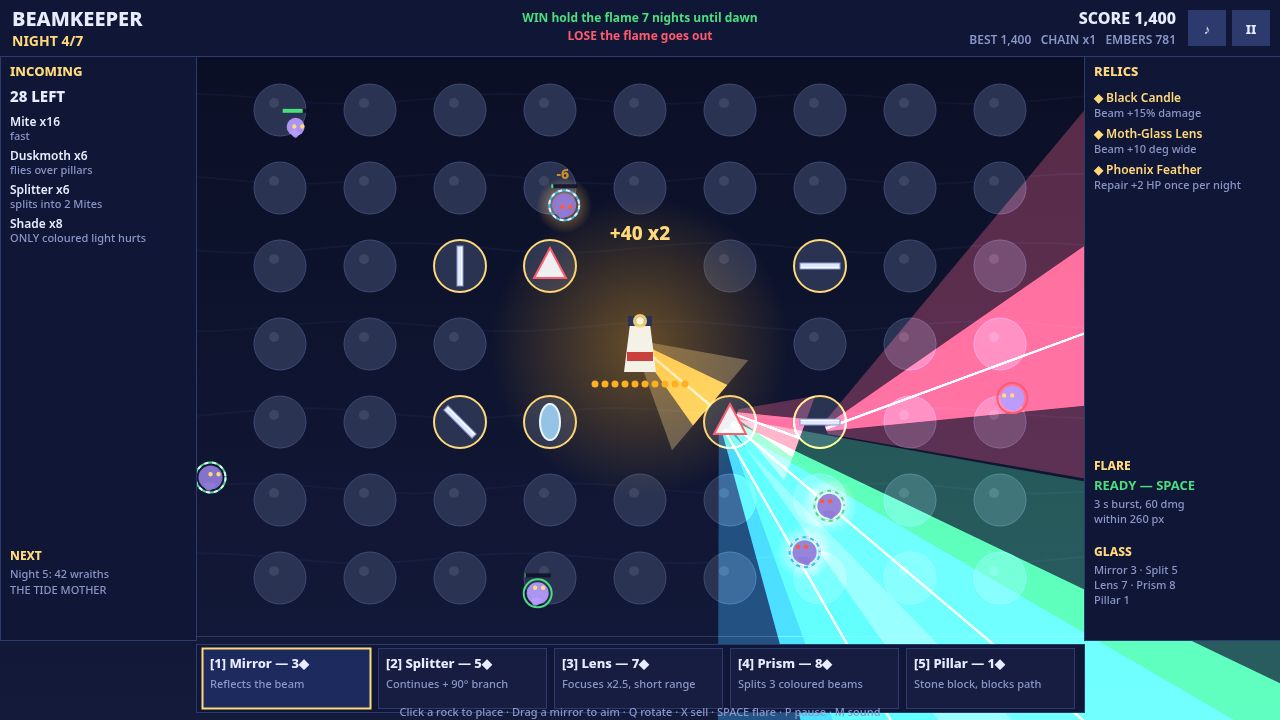 BEAMKEEPER
NIGHT 4/7
WIN hold the flame 7 nights until dawn
LOSE the flame goes out
SCORE 1,400
BEST 1,400 CHAIN x1 EMBERS 781
♪
II
INCOMING
28 LEFT
Mite x16
fast
Duskmoth x6
flies over pillars
Splitter x6
splits into 2 Mites
Shade x8
ONLY coloured light hurts
NEXT
Night 5: 42 wraiths
THE TIDE MOTHER
-6
+40 x2
RELICS
◆ Black Candle
Beam +15% damage
◆ Moth-Glass Lens
Beam +10 deg wide
◆ Phoenix Feather
Repair +2 HP once per night
FLARE
READY — SPACE
3 s burst, 60 dmg
within 260 px
GLASS
Mirror 3 · Split 5
Lens 7 · Prism 8
Pillar 1
[1] Mirror — 3◆
Reflects the beam
[2] Splitter — 5◆
Continues + 90° branch
[3] Lens — 7◆
Focuses x2.5, short range
[4] Prism — 8◆
Splits 3 coloured beams
[5] Pillar — 1◆
Stone block, blocks path
Click a rock to place · Drag a mirror to aim · Q rotate · X sell · SPACE flare · P pause · M sound